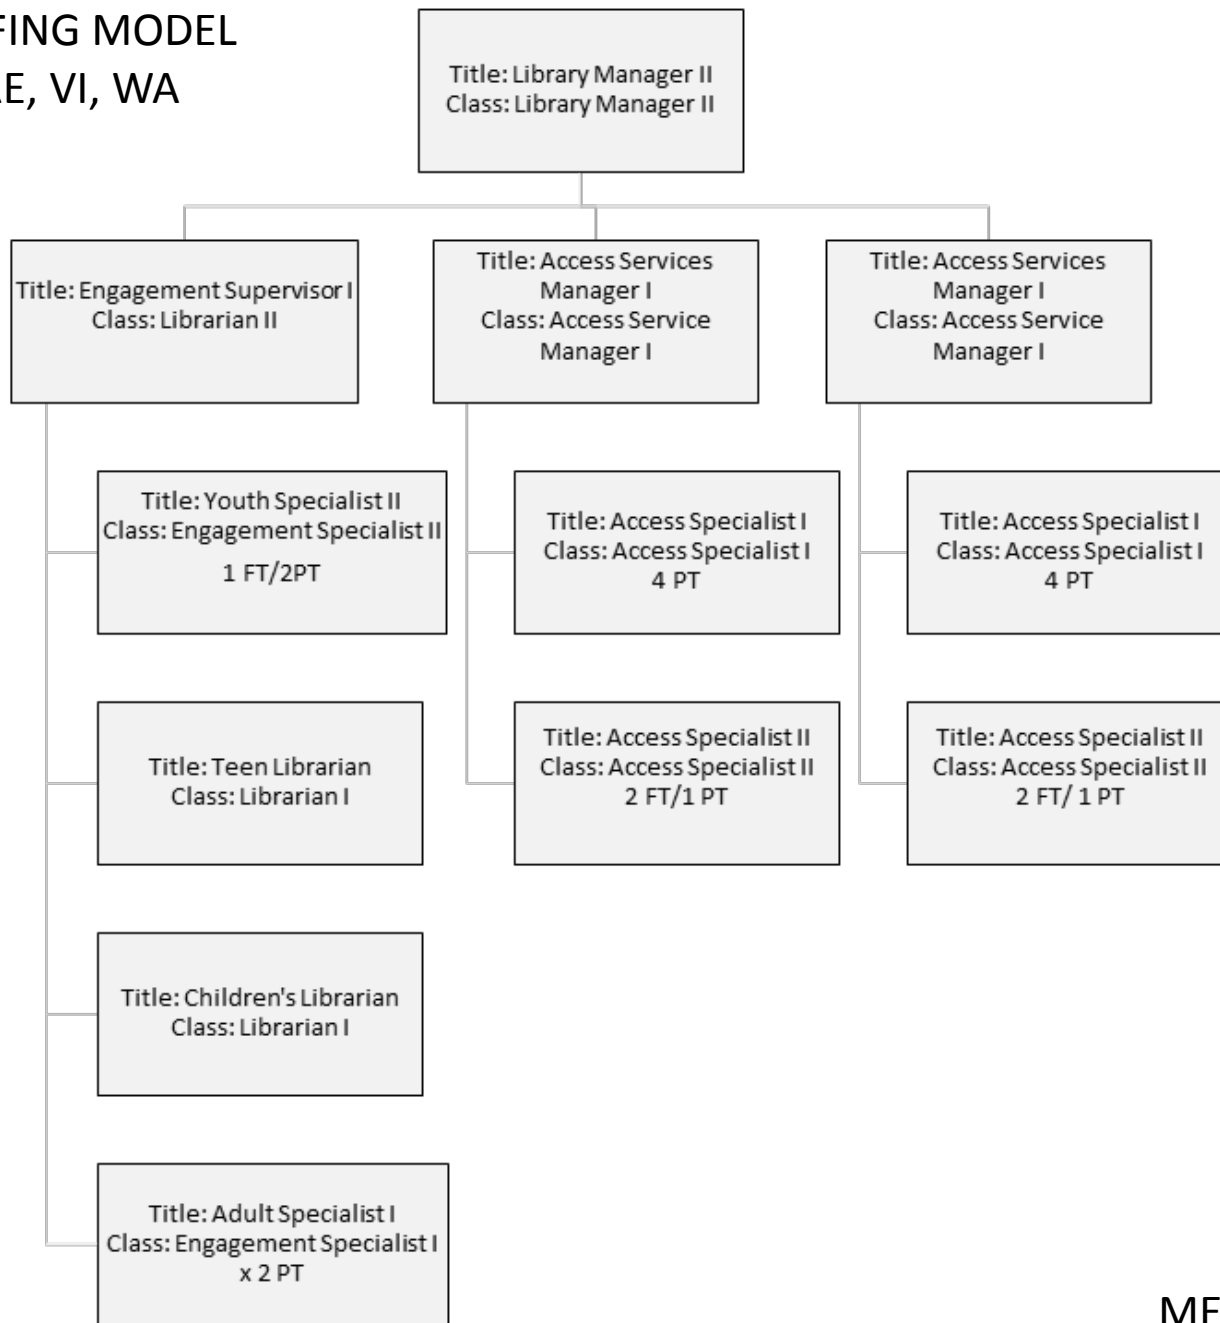 FING MODEL
E, VI, WA
Title: Library Manager II
Class: Library Manager II
Title: Engagement Supervisor I
Class: Librarian II
Title: Access Services
Manager I
Class: Access Service
Manager I
Title: Access Services
Manager I
Class: Access Service
Manager I
Title: Youth Specialist II
Class: Engagement Specialist II
1 FT/2PT
Title: Access Specialist I
Class: Access Specialist I
4 PT
Title: Access Specialist I
Class: Access Specialist I
4 PT
Title: Teen Librarian
Class: Librarian I
Title: Access Specialist II
Class: Access Specialist II
2 FT/1 PT
Title: Access Specialist II
Class: Access Specialist II
2 FT/ 1 PT
Title: Children's Librarian
Class: Librarian I
Title: Adult Specialist I
Class: Engagement Specialist I
x 2 PT